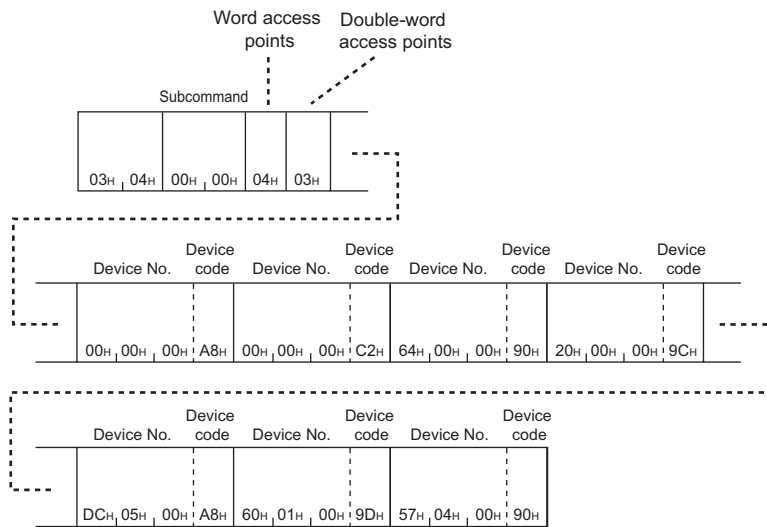 Word access points
Double-word access points
Subcommand
03H 04H 00H 00H 04H 03H
Device No. Device code Device No. Device code Device No. Device code Device No. Device code
00H 00H 00H A8H 00H 00H 00H C2H 64H 00H 00H 90H 20H 00H 00H 9CH
Device No. Device code Device No. Device code Device No. Device code
DCH 05H 00H A8H 60H 01H 00H 9DH 57H 04H 00H 90H